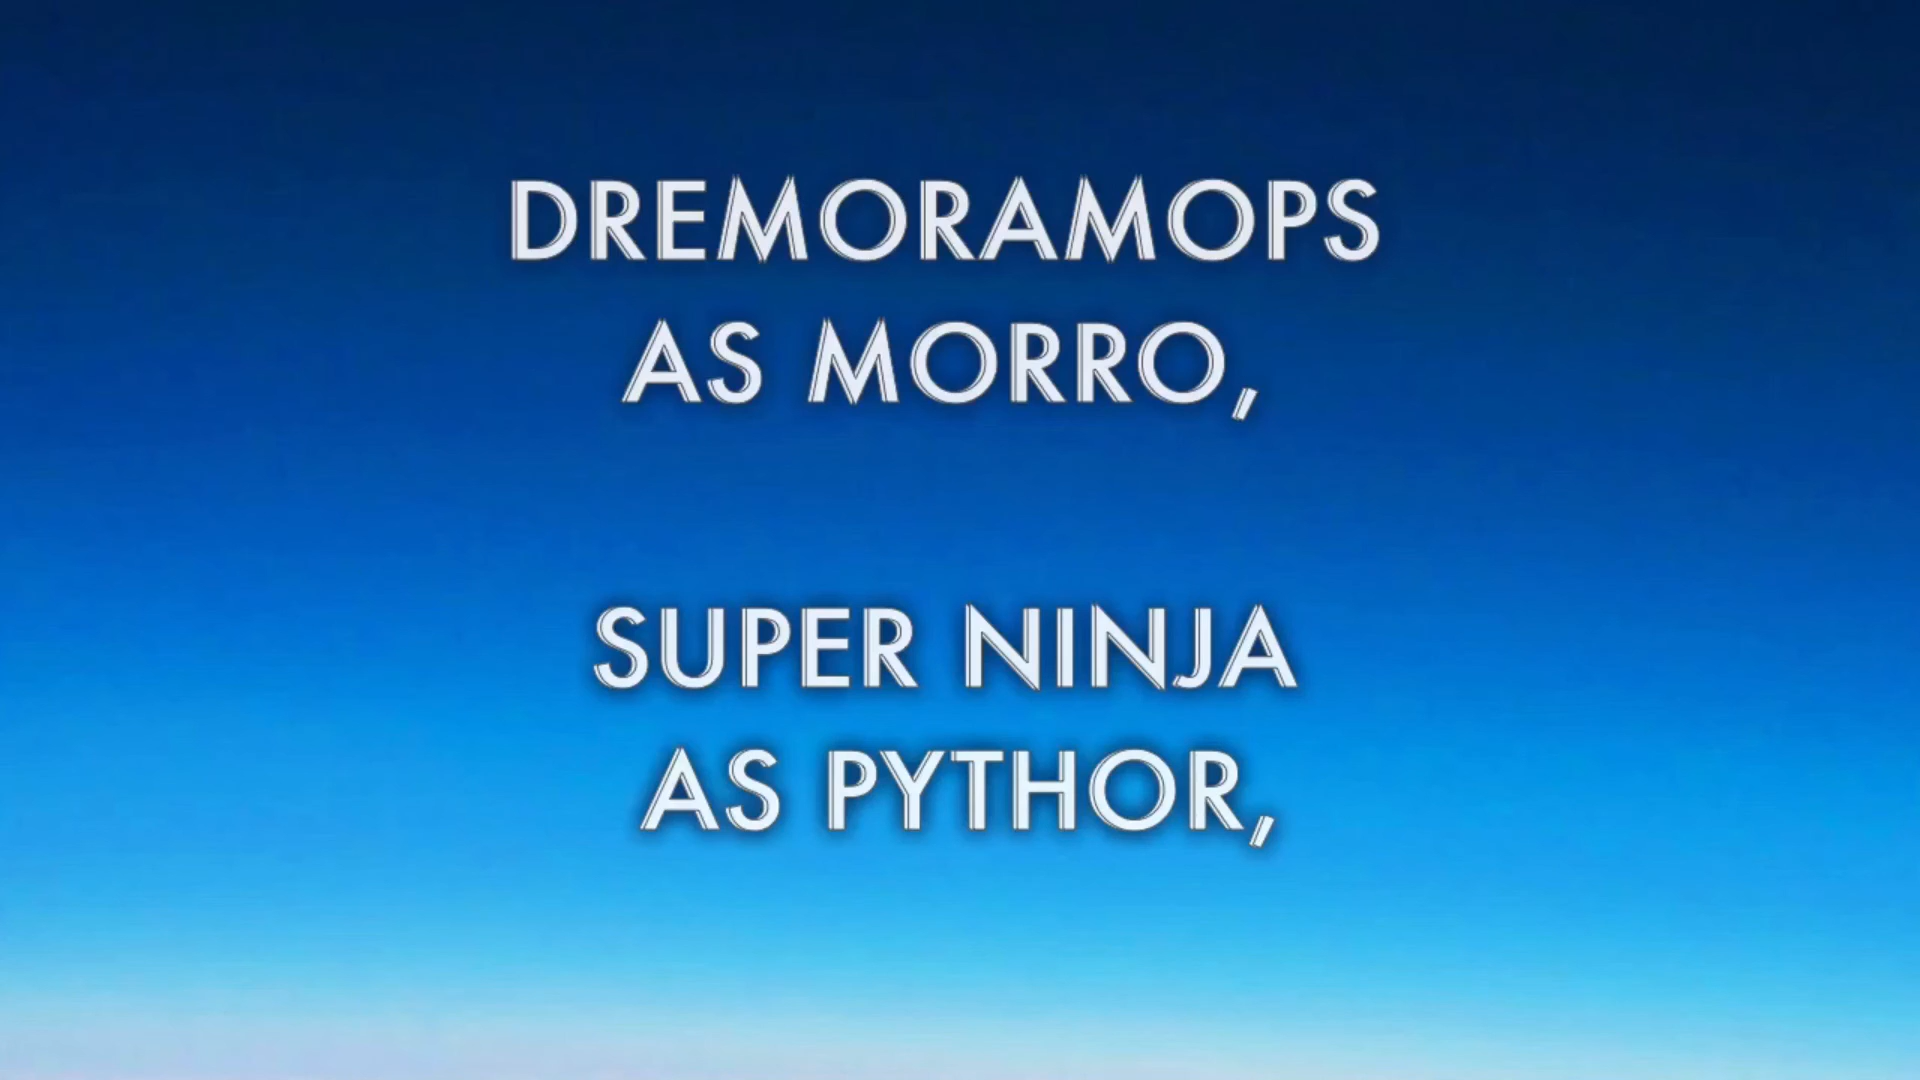 DREMORAMOPS
AS MORRO,
SUPER NINJA
AS PYTHOR,